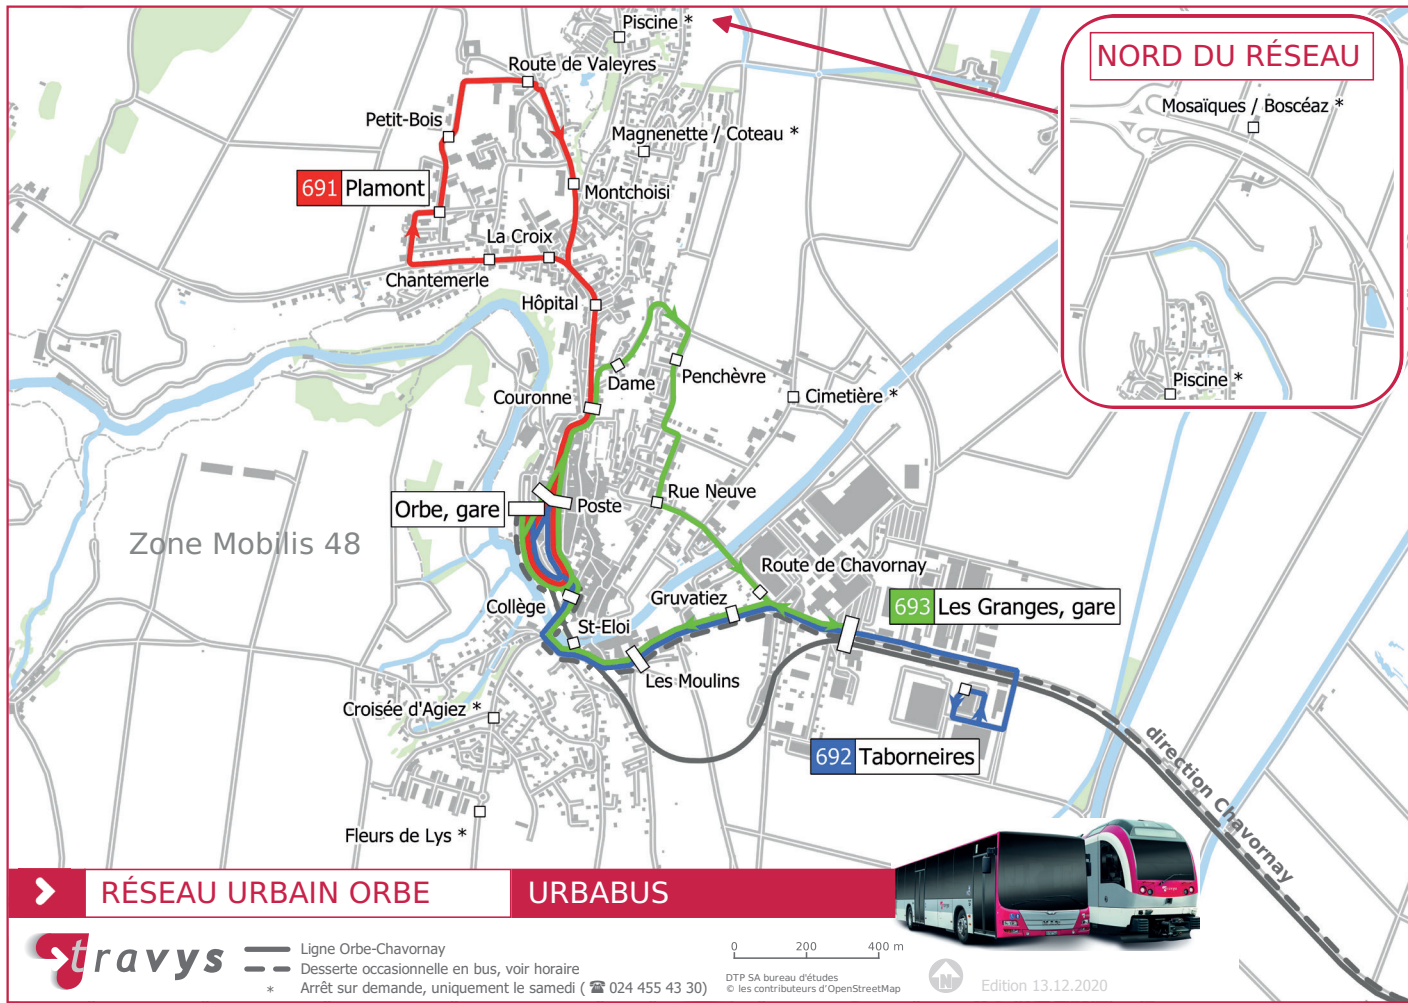 Piscine *
NORD DU RÉSEAU
Route de Valeyres
Mosaïques / Boscéaz *
Petit-Bois
Magnenette / Coteau *
691 Plamont
Montchoisi
La Croix
Chantemerle
Hôpital
Dame
Penchèvre
Piscine *
Couronne
Cimetière *
Orbe, gare
Poste
Rue Neuve
Zone Mobilis 48
Route de Chavornay
Collège
Gruvatiez
693 Les Granges, gare
St-Eloi
Les Moulins
Croisée d'Agiez *
692 Taborneires
direction Chavornay
Fleurs de Lys *
RÉSEAU URBAIN ORBE
URBABUS
travys
Ligne Orbe-Chavornay
Desserte occasionnelle en bus, voir horaire
* Arrêt sur demande, uniquement le samedi ( ☎ 024 455 43 30)
0 200 400 m
DTP SA bureau d'études
© les contributeurs d'OpenStreetMap
N
Edition 13.12.2020